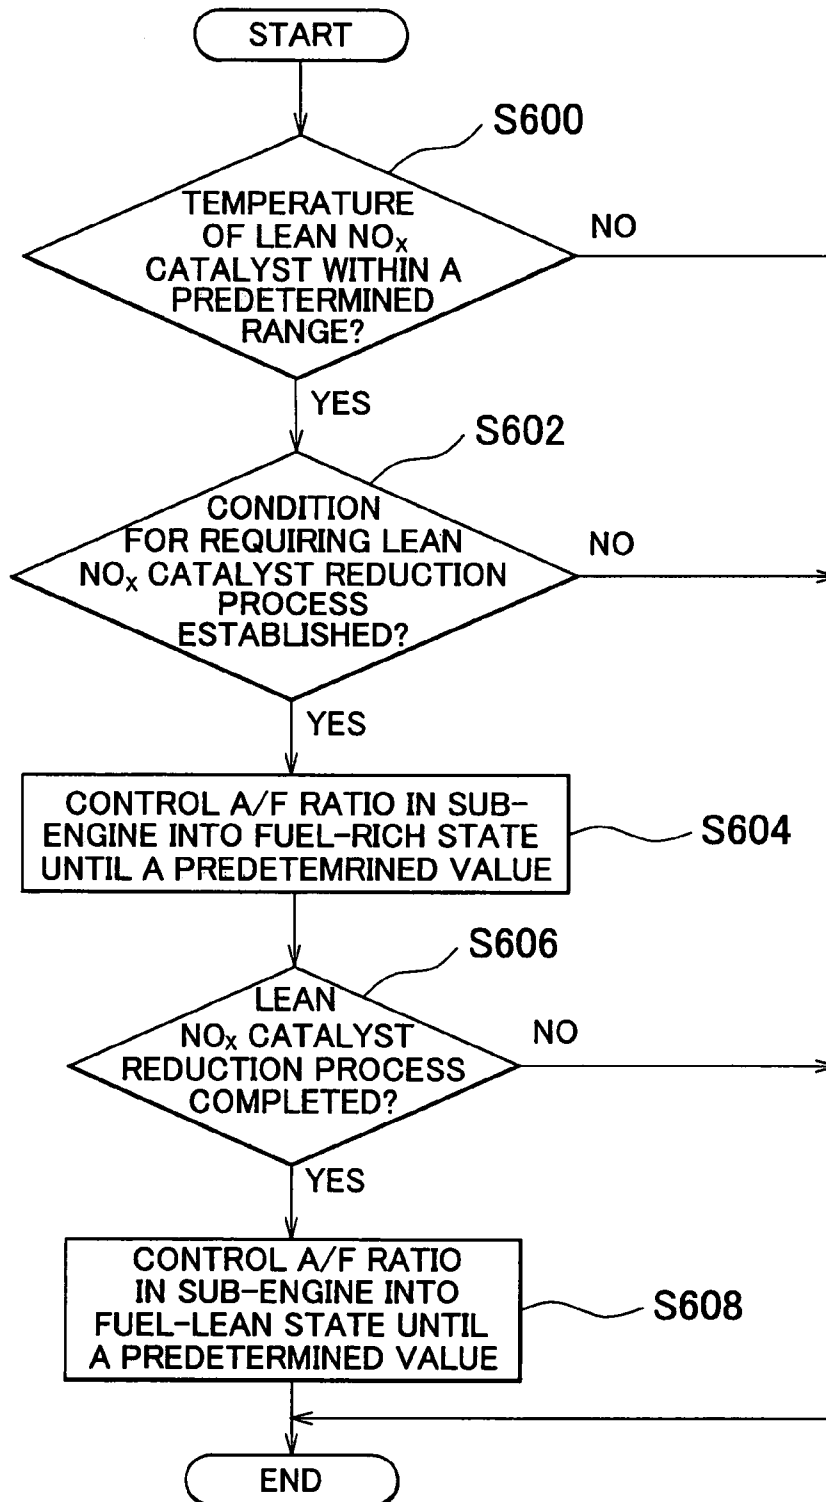 START
S600
TEMPERATURE
OF LEAN NOx
CATALYST WITHIN A
PREDETERMINED
RANGE?
NO
YES
S602
CONDITION
FOR REQUIRING LEAN
NOx CATALYST REDUCTION
PROCESS
ESTABLISHED?
NO
YES
CONTROL A/F RATIO IN SUB-
ENGINE INTO FUEL-RICH STATE
UNTIL A PREDETEMRINED VALUE
S604
S606
LEAN
NOx CATALYST
REDUCTION PROCESS
COMPLETED?
NO
YES
CONTROL A/F RATIO
IN SUB-ENGINE INTO
FUEL-LEAN STATE UNTIL
A PREDETERMINED VALUE
S608
END